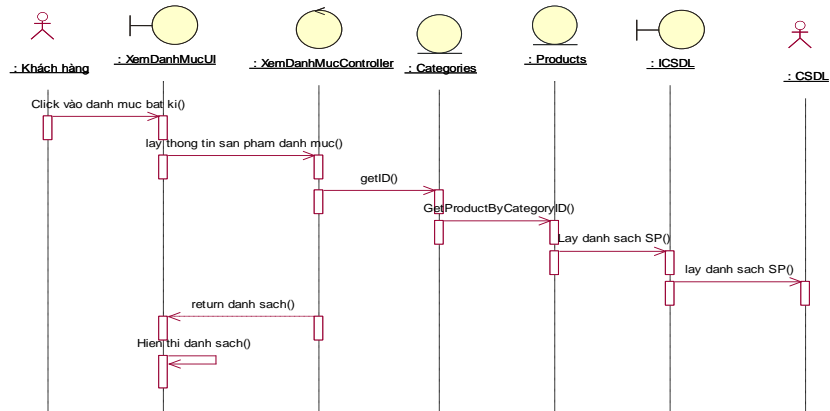 : Khách hàng
: XemDanhMucUI
: XemDanhMucController
: Categories
: Products
: ICSDL
: CSDL
Click vào danh muc bat kì()
lay thong tin san pham danh muc()
getID()
GetProductByCategoryID()
Lay danh sach SP()
lay danh sach SP()
return danh sach()
Hien thi danh sach()